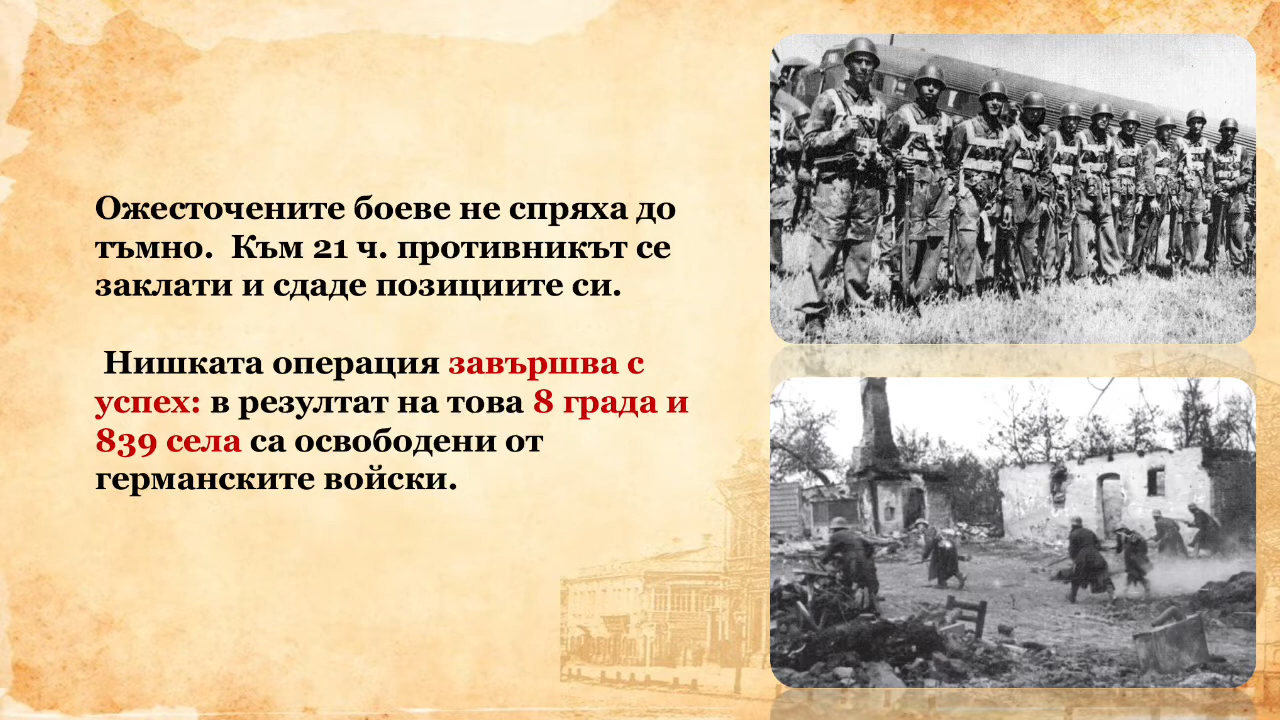 Ожесточените боеве не спряха до
тъмно.  Към 21 ч. противникът се
заклати и сдаде позициите си.
Нишката операция завършва с
успех: в резултат на това 8 града и
839 села са освободени от
германските войски.